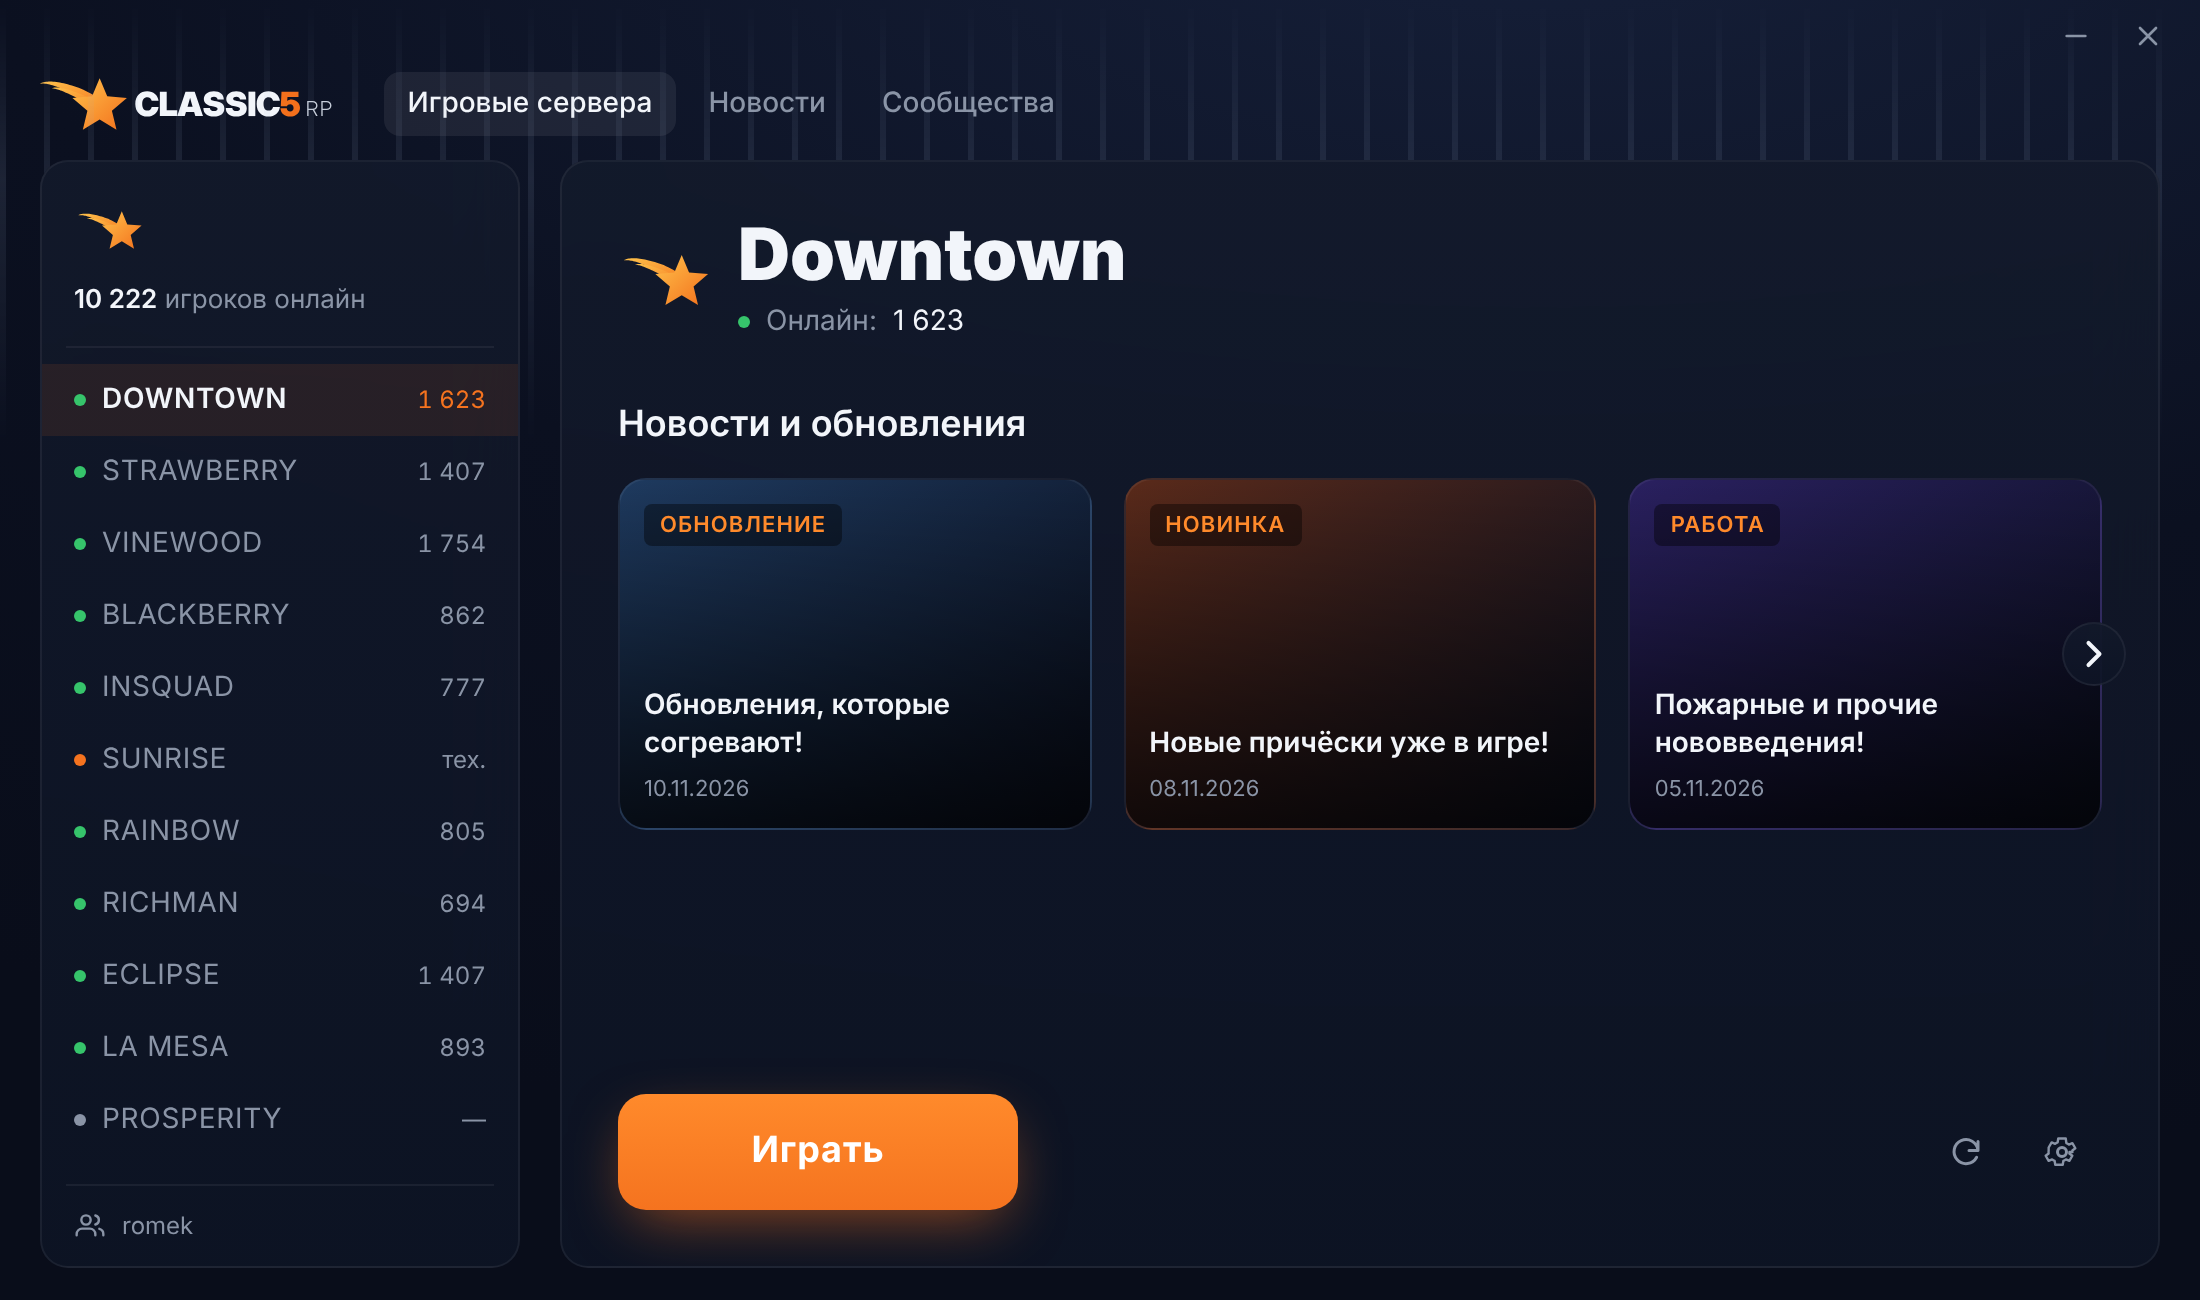 CLASSIC5 RP
Игровые сервера
Новости
Сообщества
10 222 игроков онлайн
DOWNTOWN 1 623
STRAWBERRY 1 407
VINEWOOD 1 754
BLACKBERRY 862
INSQUAD 777
SUNRISE тех.
RAINBOW 805
RICHMAN 694
ECLIPSE 1 407
LA MESA 893
PROSPERITY —
romek
Downtown
Онлайн: 1 623
Новости и обновления
ОБНОВЛЕНИЕ
Обновления, которые
согревают!
10.11.2026
НОВИНКА
Новые причёски уже в игре!
08.11.2026
РАБОТА
Пожарные и прочие
нововведения!
05.11.2026
Играть